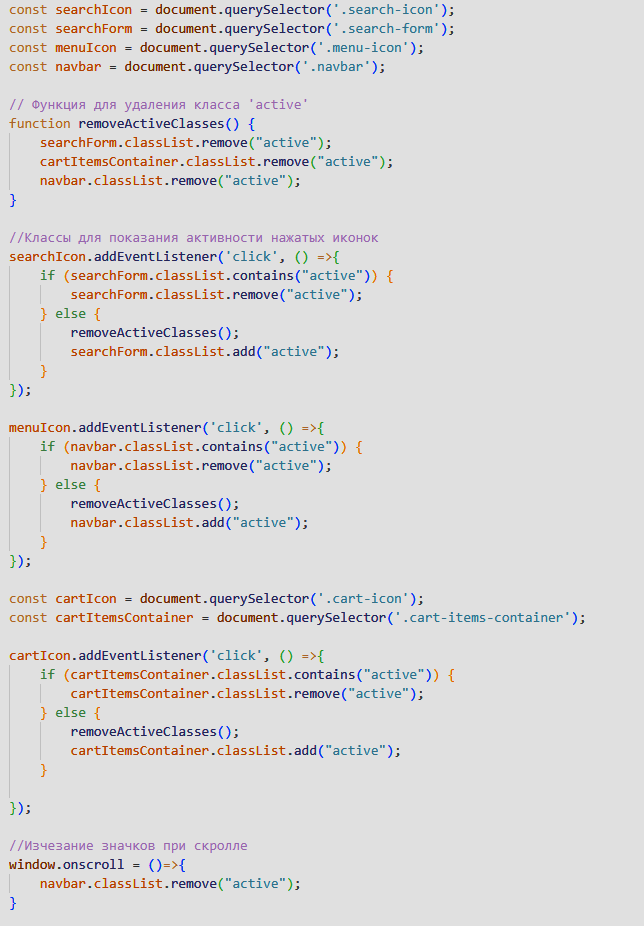 const searchIcon = document.querySelector('.search-icon');
const searchForm = document.querySelector('.search-form');
const menuIcon = document.querySelector('.menu-icon');
const navbar = document.querySelector('.navbar');

// Функция для удаления класса 'active'
function removeActiveClasses() {
    searchForm.classList.remove("active");
    cartItemsContainer.classList.remove("active");
    navbar.classList.remove("active");
}

//Классы для показания активности нажатых иконок
searchIcon.addEventListener('click', () =>{
    if (searchForm.classList.contains("active")) {
        searchForm.classList.remove("active");
    } else {
        removeActiveClasses();
        searchForm.classList.add("active");
    }
});

menuIcon.addEventListener('click', () =>{
    if (navbar.classList.contains("active")) {
        navbar.classList.remove("active");
    } else {
        removeActiveClasses();
        navbar.classList.add("active");
    }
});

const cartIcon = document.querySelector('.cart-icon');
const cartItemsContainer = document.querySelector('.cart-items-container');

cartIcon.addEventListener('click', () =>{
    if (cartItemsContainer.classList.contains("active")) {
        cartItemsContainer.classList.remove("active");
    } else {
        removeActiveClasses();
        cartItemsContainer.classList.add("active");
    }

});

//Изчезание значков при скролле
window.onscroll = ()=>{
    navbar.classList.remove("active");
}